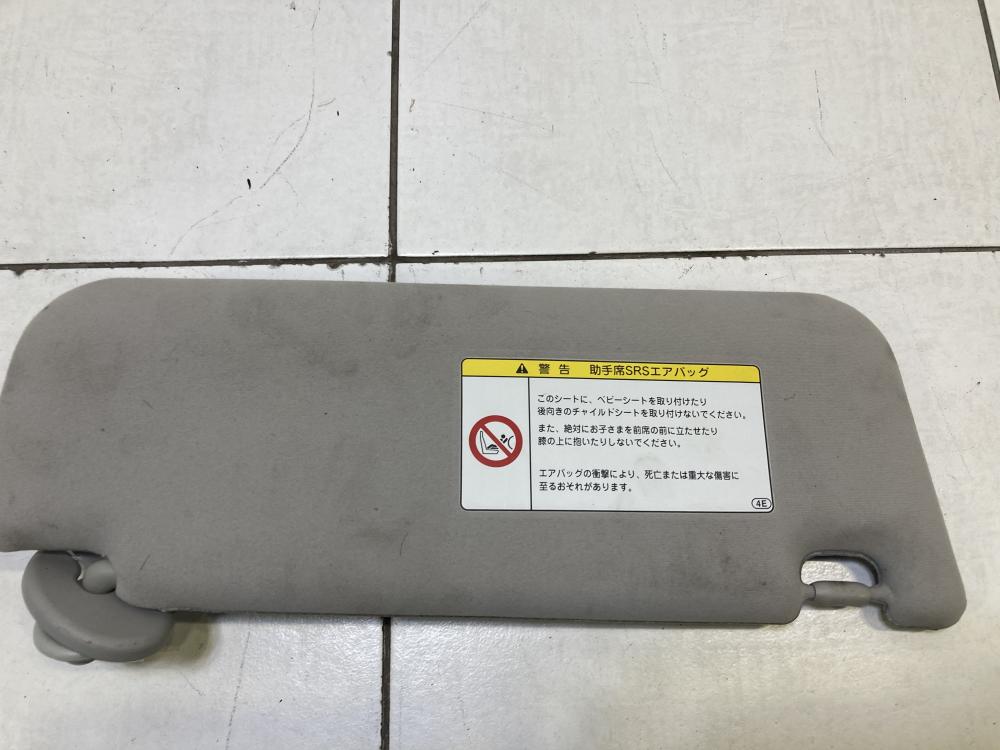 警告 助手席SRSエアバッグ
このシートに、ベビーシートを取り付けたり
後向きのチャイルドシートを取り付けないでください。
また、絶対にお子さまを前席の前に立たせたり
膝の上に抱いたりしないでください。
エアバッグの衝撃により、死亡または重大な傷害に
至るおそれがあります。
4E